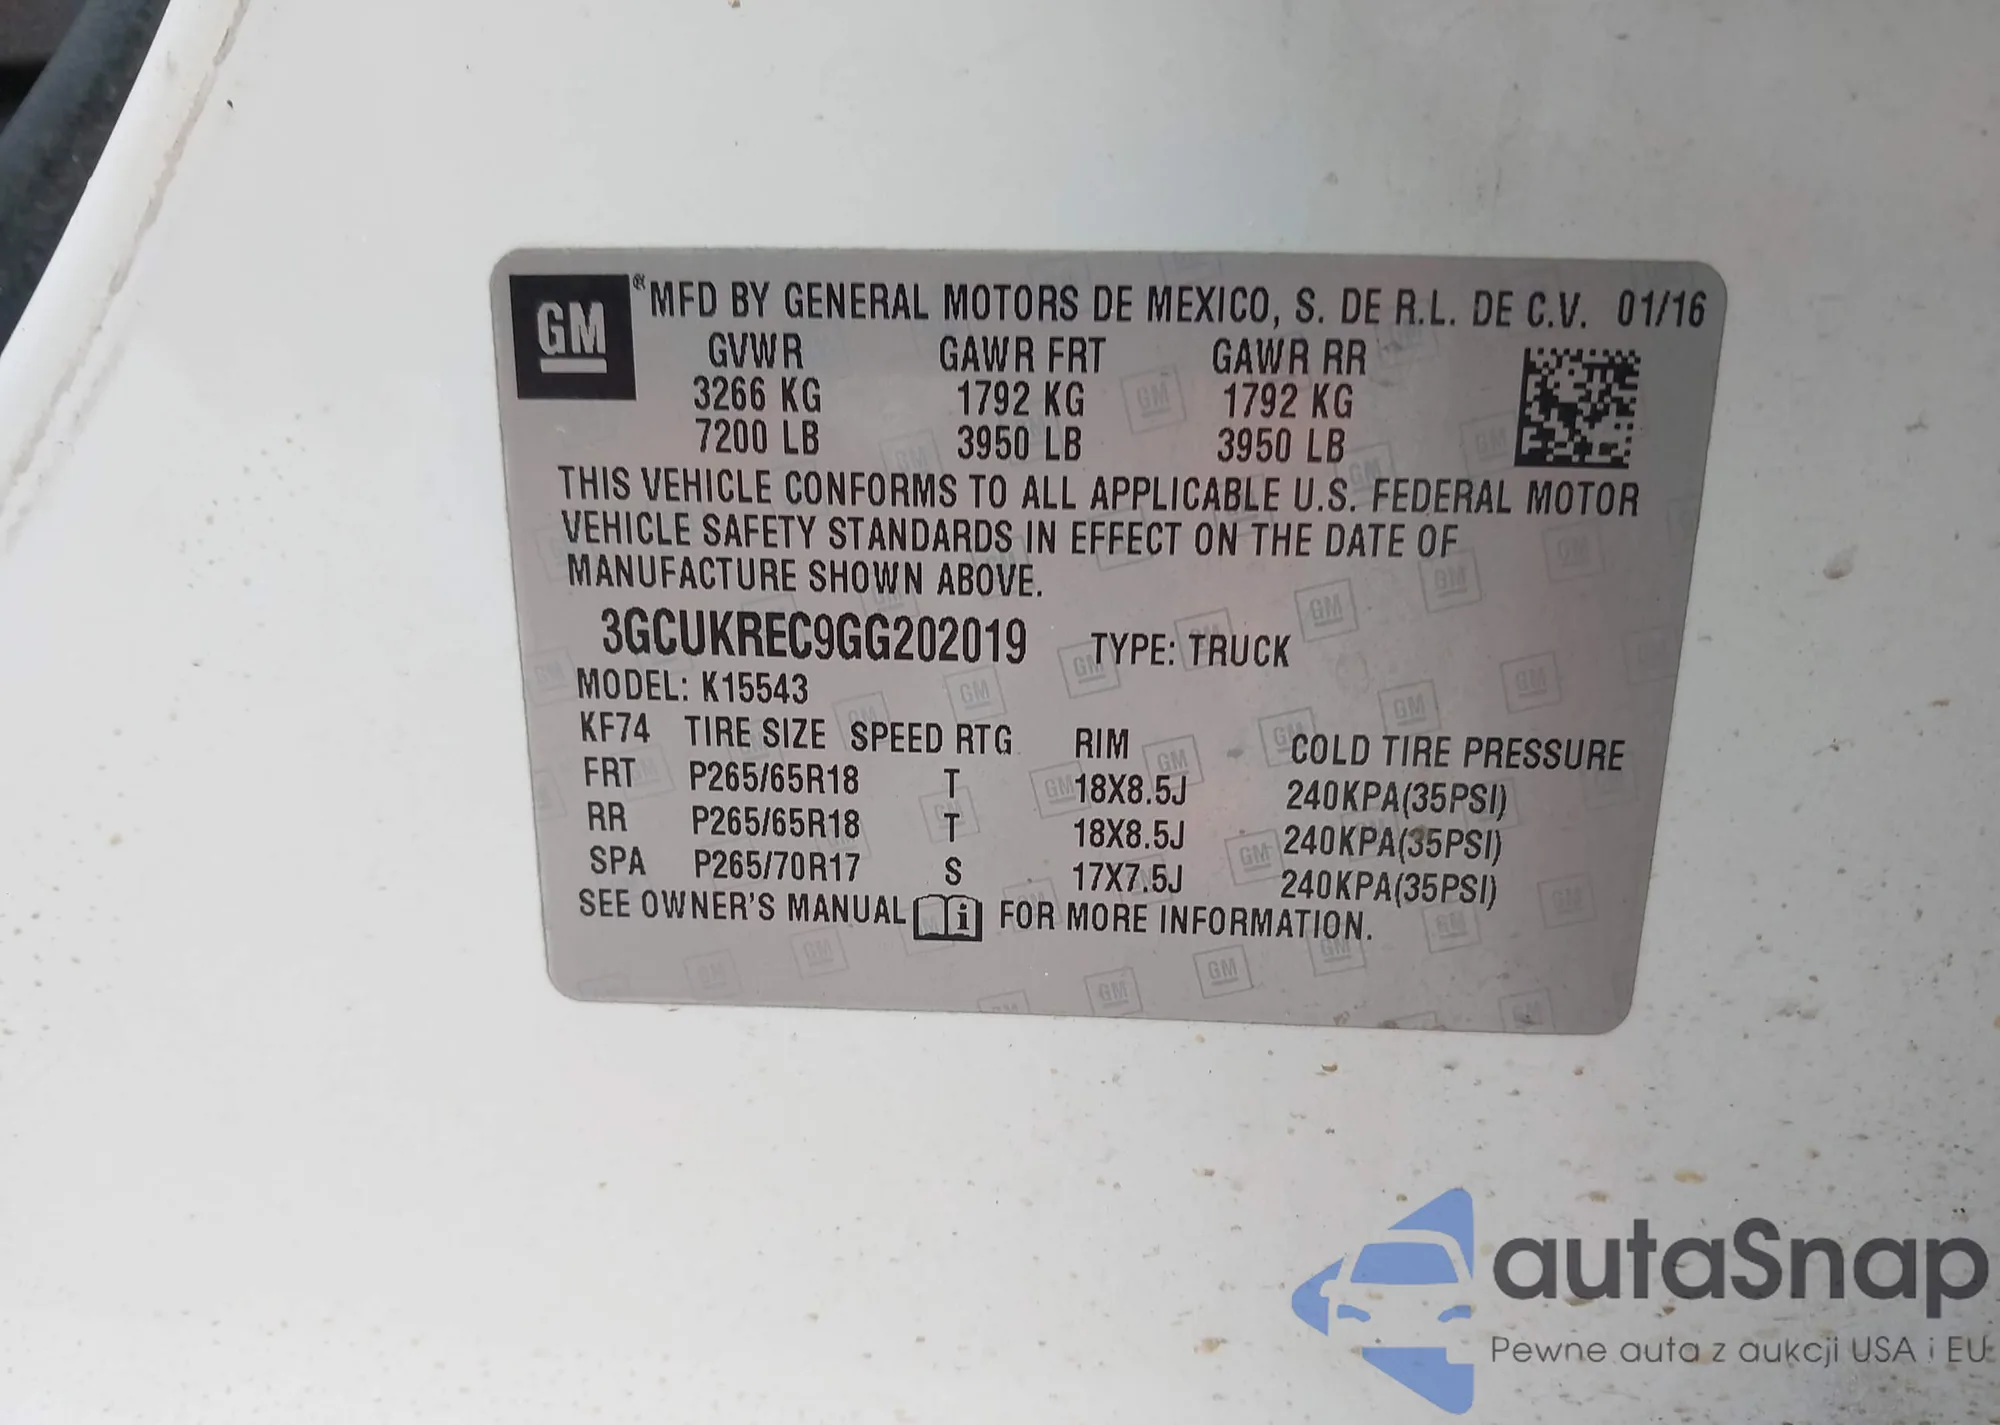 GM ® MFD BY GENERAL MOTORS DE MEXICO, S. DE R.L. DE C.V. 01/16
GVWR GAWR FRT GAWR RR
3266 KG 1792 KG 1792 KG
7200 LB 3950 LB 3950 LB
THIS VEHICLE CONFORMS TO ALL APPLICABLE U.S. FEDERAL MOTOR
VEHICLE SAFETY STANDARDS IN EFFECT ON THE DATE OF
MANUFACTURE SHOWN ABOVE.
3GCUKREC9GG202019 TYPE: TRUCK
MODEL: K15543
KF74 TIRE SIZE SPEED RTG RIM COLD TIRE PRESSURE
FRT P265/65R18 T 18X8.5J 240KPA(35PSI)
RR P265/65R18 T 18X8.5J 240KPA(35PSI)
SPA P265/70R17 S 17X7.5J 240KPA(35PSI)
SEE OWNER'S MANUAL i FOR MORE INFORMATION.
autaSnap
Pewne auta z aukcji USA i EU